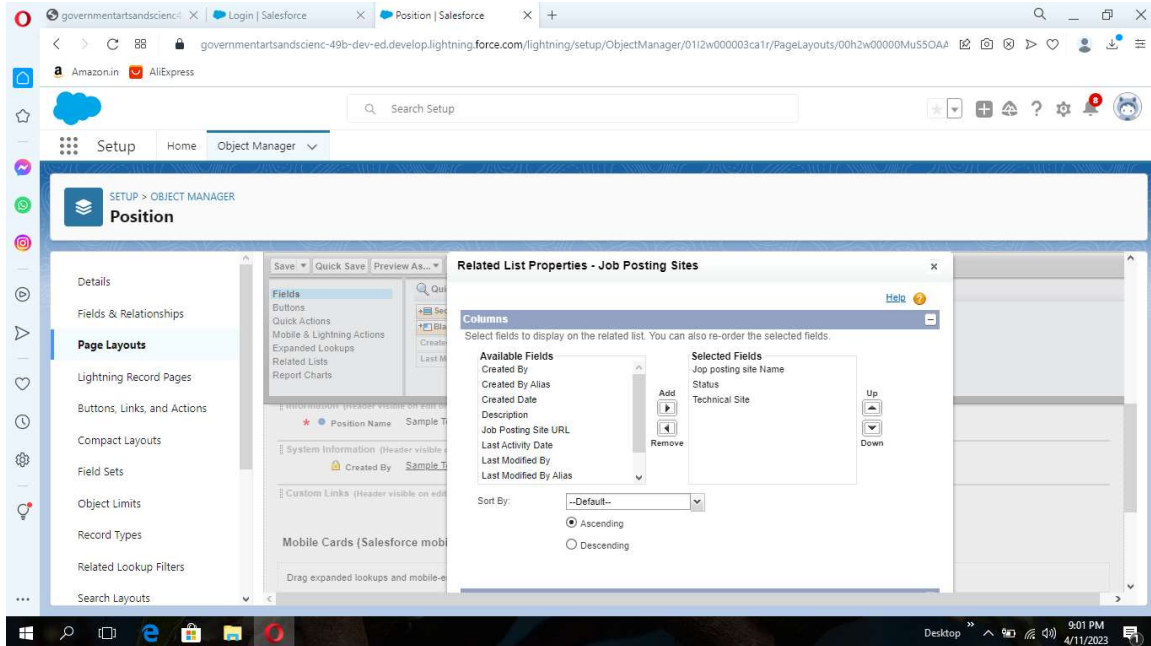 governmentartsandscienc
Login | Salesforce
Position | Salesforce
governmentartsandscienc-49b-dev-ed.develop.lightning.force.com/lightning/setup/ObjectManager/01I2w000003ca1r/PageLayouts/00h2w00000MuS5OAA
Amazon.in
AliExpress
Search Setup
8
Setup
Home
Object Manager
SETUP > OBJECT MANAGER
Position
Details
Fields & Relationships
Page Layouts
Lightning Record Pages
Buttons, Links, and Actions
Compact Layouts
Field Sets
Object Limits
Record Types
Related Lookup Filters
Search Layouts
Save
Quick Save
Preview As...
Fields
Buttons
Quick Actions
Mobile & Lightning Actions
Expanded Lookups
Related Lists
Report Charts
Position Name
System Information (Header visible
Created By
Custom Links (Header visible on edit
Mobile Cards (Salesforce mobi
Drag expanded lookups and mobile-e
Related List Properties - Job Posting Sites
Help
Columns
Select fields to display on the related list. You can also re-order the selected fields.
Available Fields
Created By
Created By Alias
Created Date
Description
Job Posting Site URL
Last Activity Date
Last Modified By
Last Modified By Alias
Add
Remove
Selected Fields
Jop posting site Name
Status
Technical Site
Up
Down
Sort By:
--Default--
Ascending
Descending
Desktop
9:01 PM
4/11/2023